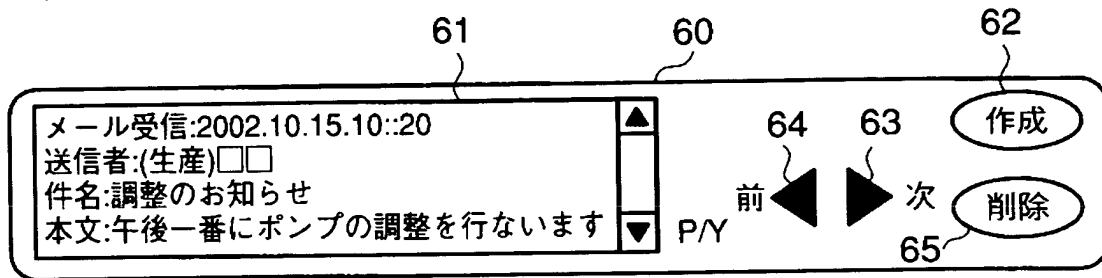 61
60
62
メール受信:2002.10.15.10::20
送信者:(生産)□□
件名:調整のお知らせ
本文:午後一番にポンプの調整を行ないます
P/Y
64
63
前
次
作成
削除
65